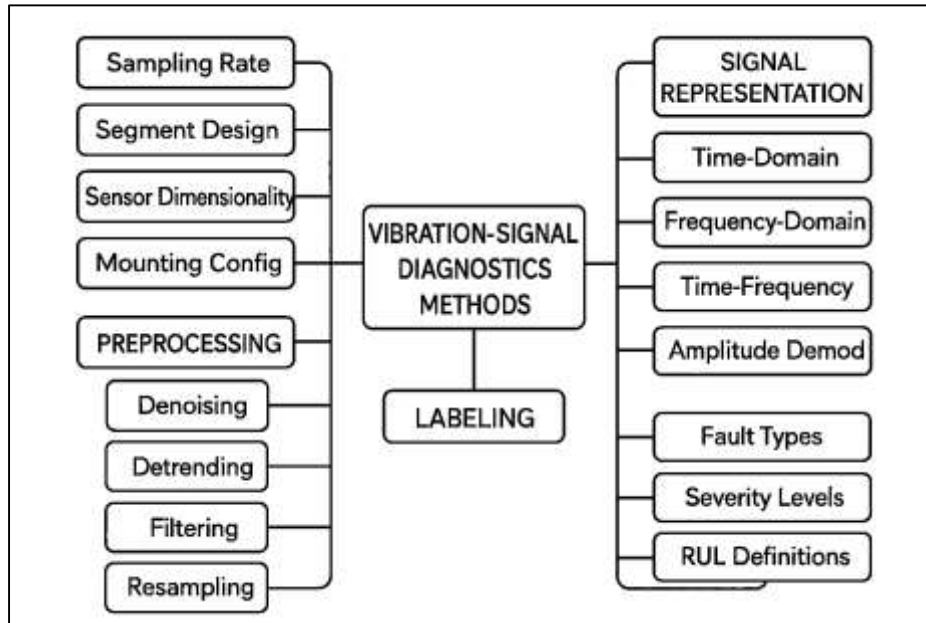 Sampling Rate
Segment Design
Sensor Dimensionality
Mounting Config
PREPROCESSING
Denoising
Detrending
Filtering
Resampling
VIBRATION-SIGNAL
DIAGNOSTICS
METHODS
LABELING
SIGNAL
REPRESENTATION
Time-Domain
Frequency-Domain
Time-Frequency
Amplitude Demod
Fault Types
Severity Levels
RUL Definitions